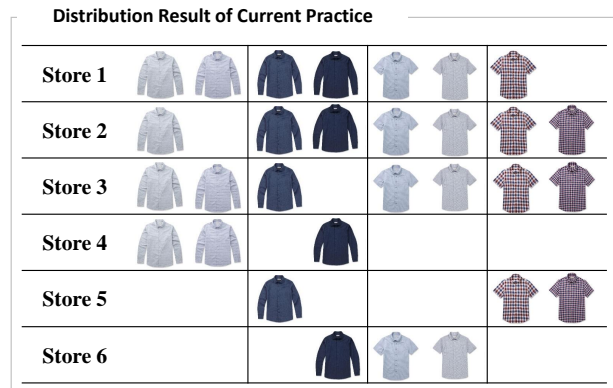 Distribution Result of Current Practice
Store 1
Store 2
Store 3
Store 4
Store 5
Store 6